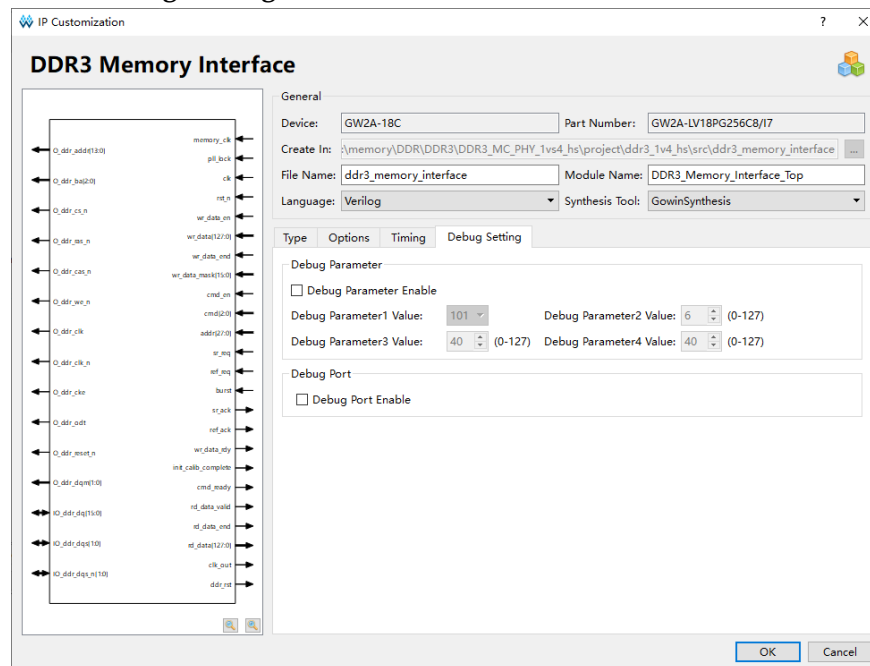 IP Customization ?
DDR3 Memory Interface
General
Device: GW2A-18C Part Number: GW2A-LV18PG256C8/I7
Create In: :\memory\DDR\DDR3\DDR3_MC_PHY_1vs4_hs\project\ddr3_1v4_hs\src\ddr3_memory_interface ...
File Name: ddr3_memory_interface Module Name: DDR3_Memory_Interface_Top
Language: Verilog Synthesis Tool: GowinSynthesis
Type Options Timing Debug Setting
Debug Parameter
Debug Parameter Enable
Debug Parameter1 Value: 101 Debug Parameter2 Value: 6 (0-127)
Debug Parameter3 Value: 40 (0-127) Debug Parameter4 Value: 40 (0-127)
Debug Port
Debug Port Enable
O_ddr_addr(13:0)
O_ddr_ba(2:0)
O_ddr_cs_n
O_ddr_ras_n
O_ddr_cas_n
O_ddr_we_n
O_ddr_clk
O_ddr_clk_n
O_ddr_cke
O_ddr_odt
O_ddr_reset_n
O_ddr_dqm(1:0)
IO_ddr_dq(15:0)
IO_ddr_dqs(1:0)
IO_ddr_dqs_n(1:0)
memory_clk
pll_lock
clk
rst_n
wr_data_en
wr_data(127:0)
wr_data_end
wr_data_mask(15:0)
cmd_en
cmd(2:0)
addr(27:0)
sr_req
ref_req
burst
sr_ack
ref_ack
wr_data_rdy
init_calib_complete
cmd_ready
rd_data_valid
rd_data_end
rd_data(127:0)
clk_out
ddr_rst
OK Cancel